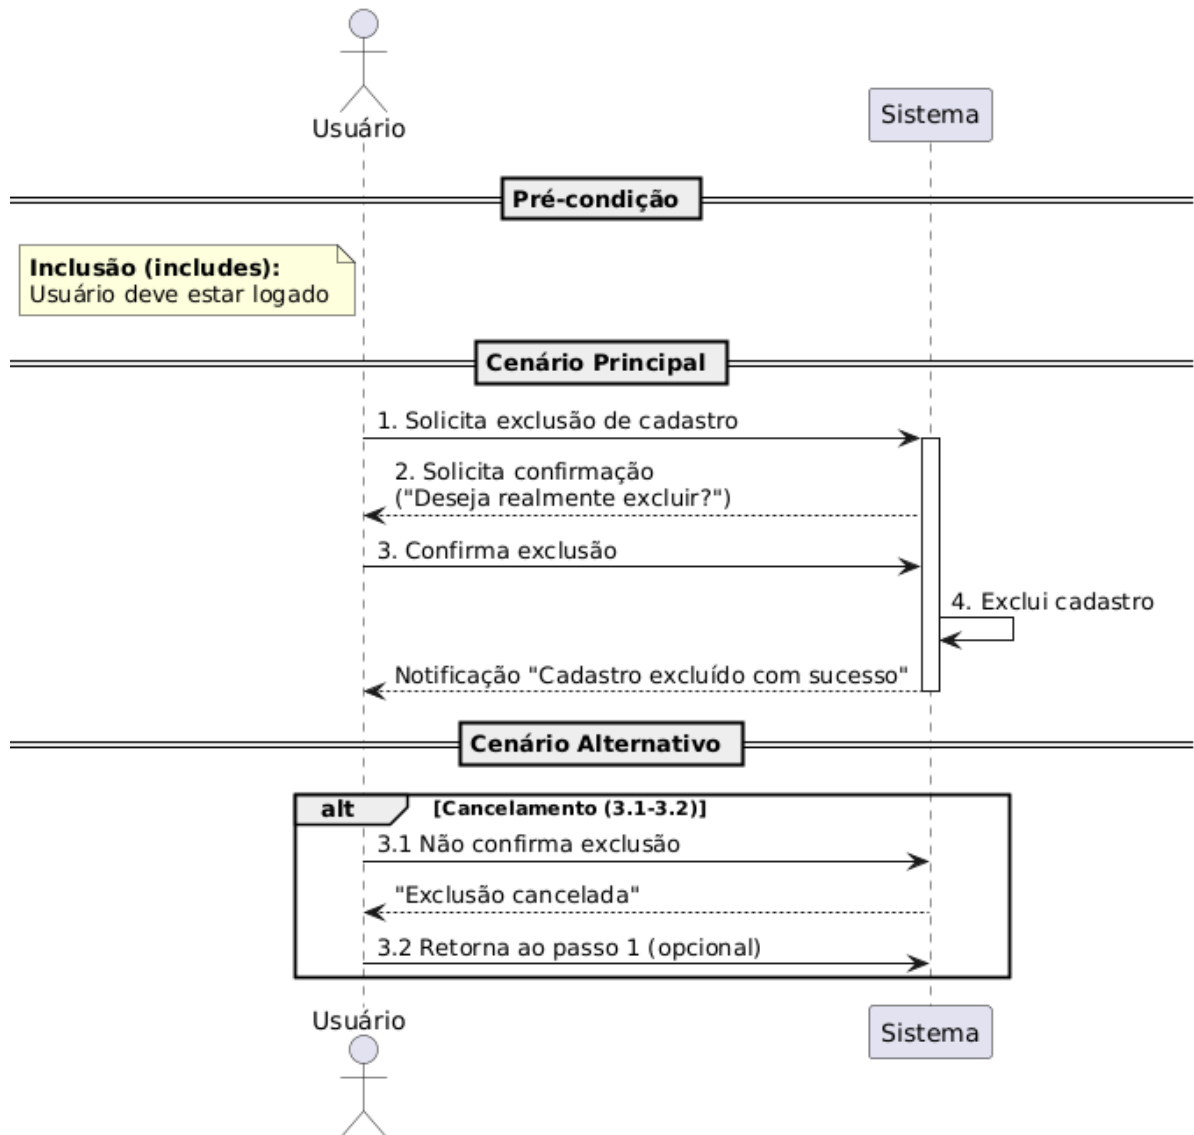 Usuário
Sistema
Pré-condição
Inclusão (includes):
Usuário deve estar logado
Cenário Principal
1. Solicita exclusão de cadastro
2. Solicita confirmação
("Deseja realmente excluir?")
3. Confirma exclusão
4. Exclui cadastro
Notificação "Cadastro excluído com sucesso"
Cenário Alternativo
alt [Cancelamento (3.1-3.2)]
3.1 Não confirma exclusão
"Exclusão cancelada"
3.2 Retorna ao passo 1 (opcional)
Usuário
Sistema